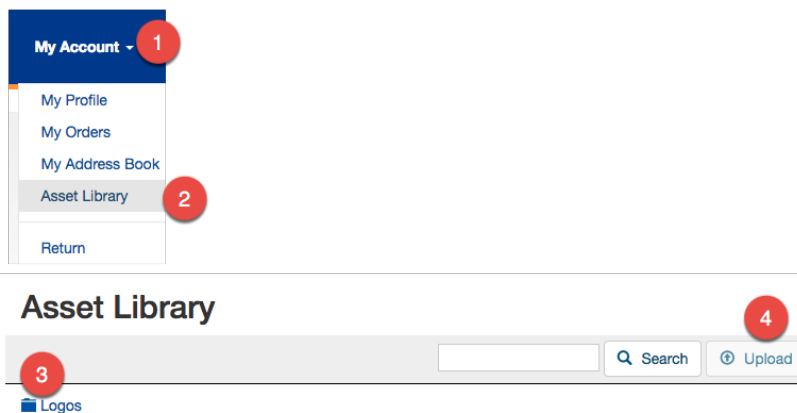 My Account 1
My Profile
My Orders
My Address Book
Asset Library 2
Return
Asset Library
4
Search Upload
3
Logos